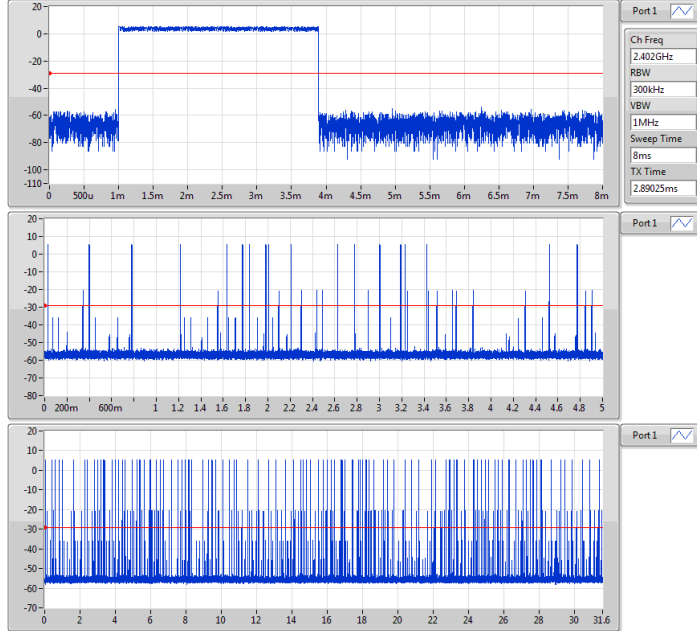 20
0
-20
-40
-60
-80
-100
-110
0 500u 1m 1.5m 2m 2.5m 3m 3.5m 4m 4.5m 5m 5.5m 6m 6.5m 7m 7.5m 8m
Port 1
Ch Freq
2.402GHz
RBW
300kHz
VBW
1MHz
Sweep Time
8ms
TX Time
2.89025ms
20
10
0
-10
-20
-30
-40
-50
-60
-70
-80
0 200m 600m 1 1.2 1.4 1.6 1.8 2 2.2 2.4 2.6 2.8 3 3.2 3.4 3.6 3.8 4 4.2 4.4 4.6 4.8 5
Port 1
20
10
0
-10
-20
-30
-40
-50
-60
-70
0 2 4 6 8 10 12 14 16 18 20 22 24 26 28 30 31.6
Port 1